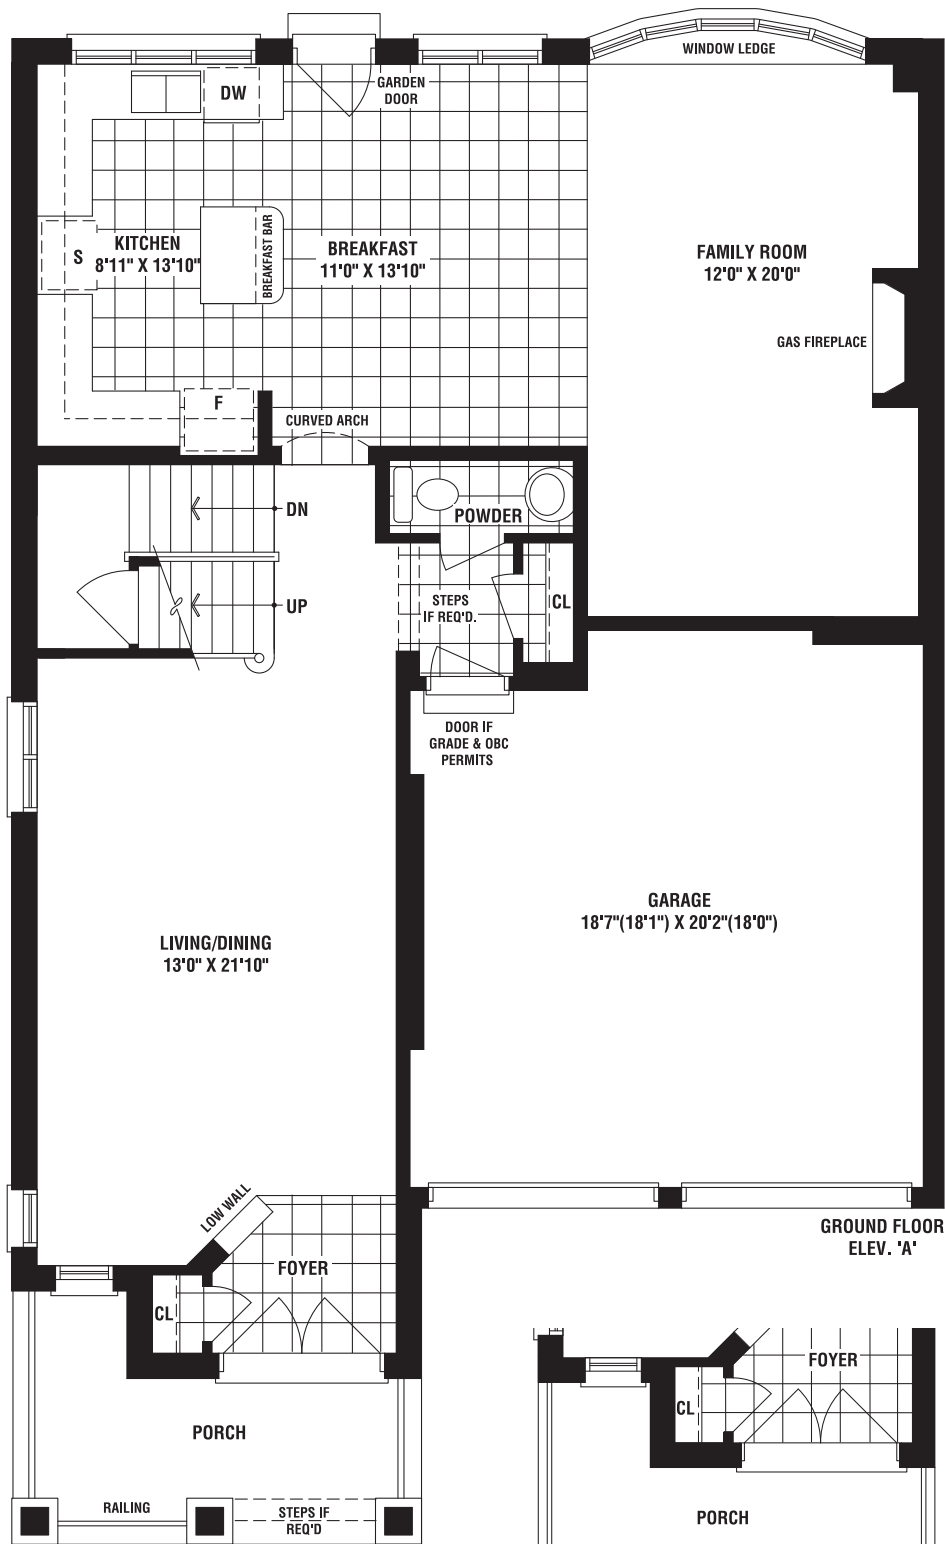 WINDOW LEDGE
GARDEN
DOOR
DW
S
KITCHEN
8'11" X 13'10"
BREAKFAST BAR
BREAKFAST
11'0" X 13'10"
FAMILY ROOM
12'0" X 20'0"
GAS FIREPLACE
F
CURVED ARCH
DN
POWDER
UP
STEPS
IF REQ'D.
CL
DOOR IF
GRADE & OBC
PERMITS
GARAGE
18'7"(18'1") X 20'2"(18'0")
LIVING/DINING
13'0" X 21'10"
LOW WALL
GROUND FLOOR
ELEV. 'A'
FOYER
CL
PORCH
RAILING
STEPS IF
REQ'D
FOYER
CL
PORCH